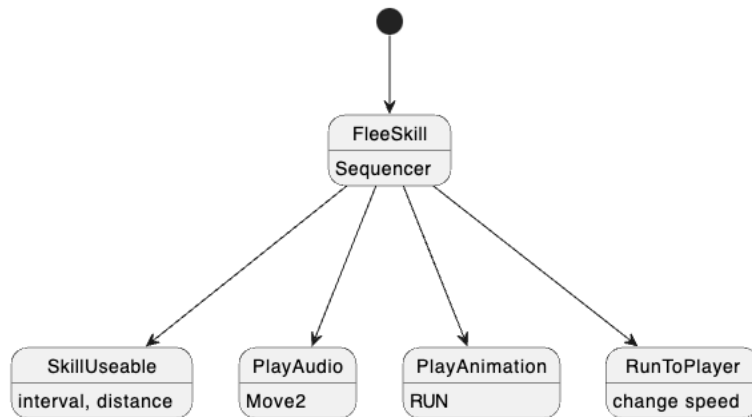 FleeSkill
Sequencer
SkillUseable
interval, distance
PlayAudio
Move2
PlayAnimation
RUN
RunToPlayer
change speed